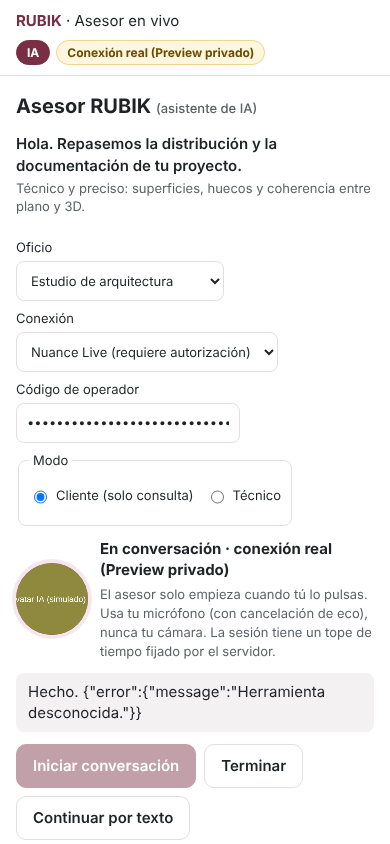 RUBIK · Asesor en vivo
IA
Conexión real (Preview privado)
Asesor RUBIK (asistente de IA)
Hola. Repasemos la distribución y la
documentación de tu proyecto.
Técnico y preciso: superficies, huecos y coherencia entre
plano y 3D.
Oficio
Estudio de arquitectura
Conexión
Nuance Live (requiere autorización)
Código de operador
Modo
Cliente (solo consulta)
Técnico
En conversación · conexión real
(Preview privado)
vatar IA (simulado)
El asesor solo empieza cuando tú lo pulsas.
Usa tu micrófono (con cancelación de eco),
nunca tu cámara. La sesión tiene un tope de
tiempo fijado por el servidor.
Hecho. {"error":{"message":"Herramienta
desconocida."}}
Iniciar conversación
Terminar
Continuar por texto